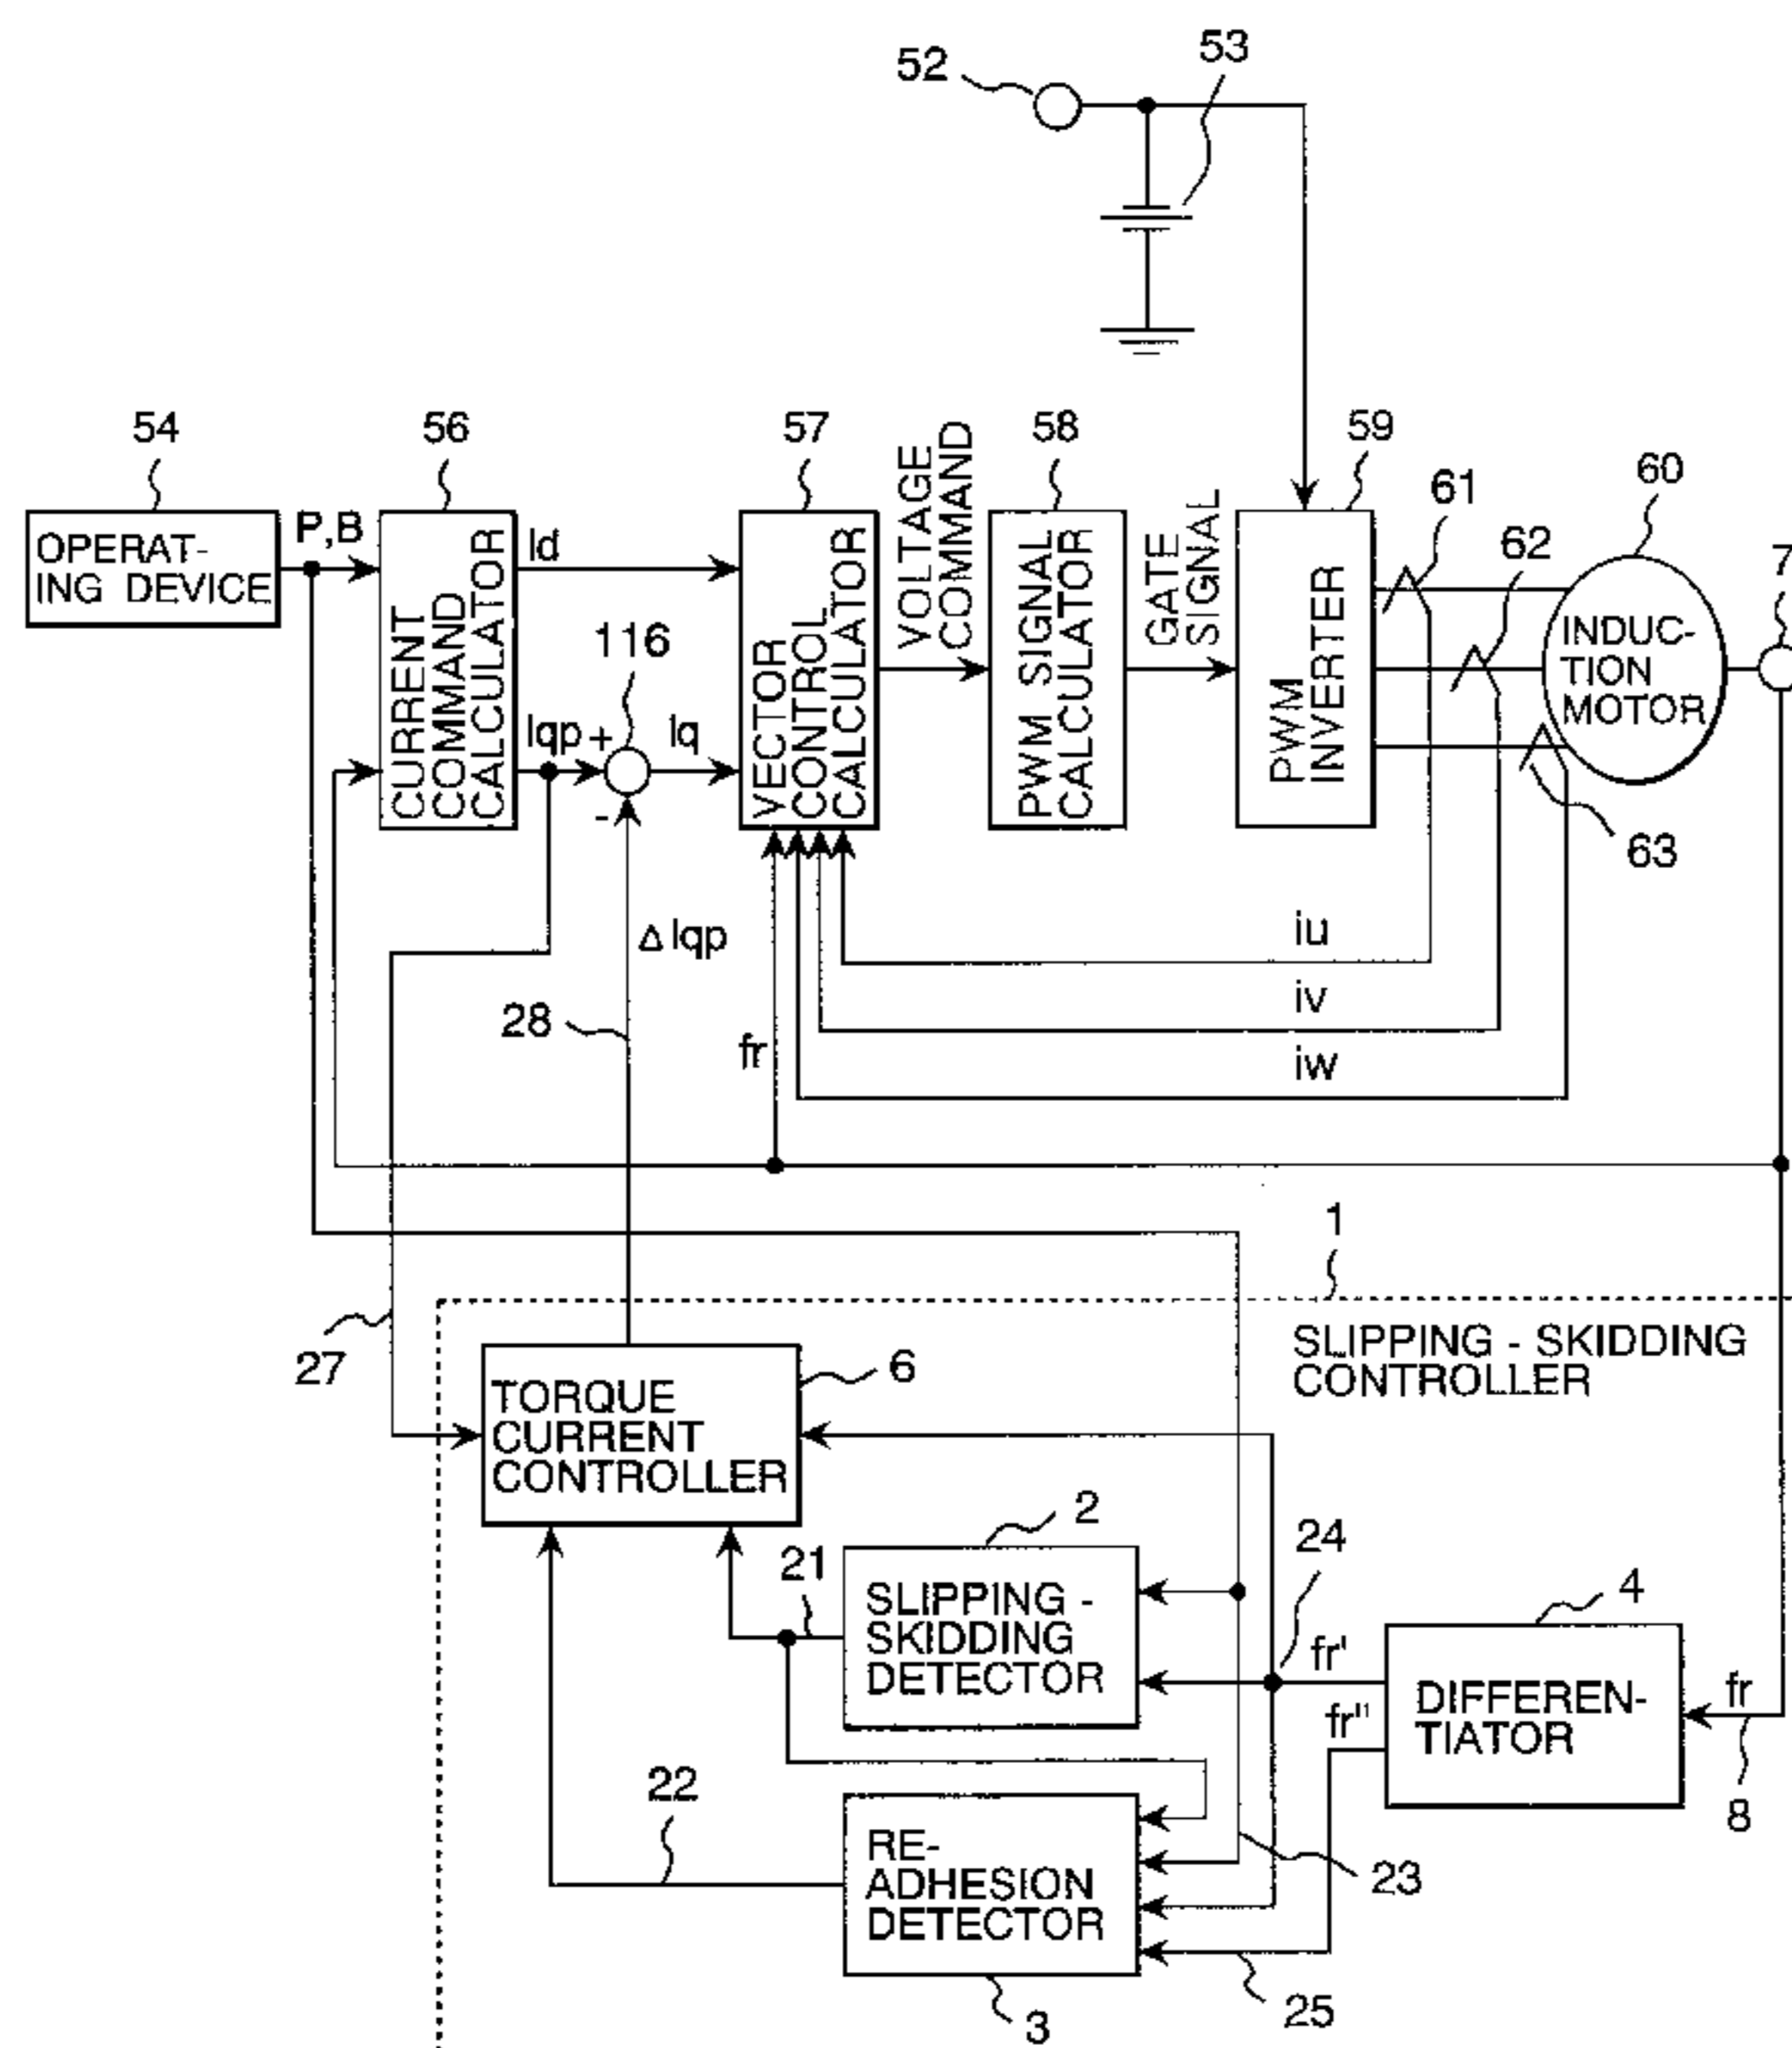 52
53
54
56
57
58
59
60
61
62
7
OPERAT-
ING DEVICE
P,B
CURRENT
COMMAND
CALCULATOR
Id
Iqp
+
-
116
Iq
VECTOR
CONTROL
CALCULATOR
VOLTAGE
COMMAND
PWM SIGNAL
CALCULATOR
GATE
SIGNAL
PWM
INVERTER
INDUC-
TION
MOTOR
63
Δ Iqp
iu
iv
iw
28
fr
1
27
SLIPPING - SKIDDING
CONTROLLER
6
TORQUE
CURRENT
CONTROLLER
2
21
SLIPPING -
SKIDDING
DETECTOR
24
4
fr'
fr''
DIFFEREN-
TIATOR
fr
8
22
RE-
ADHESION
DETECTOR
23
25
3